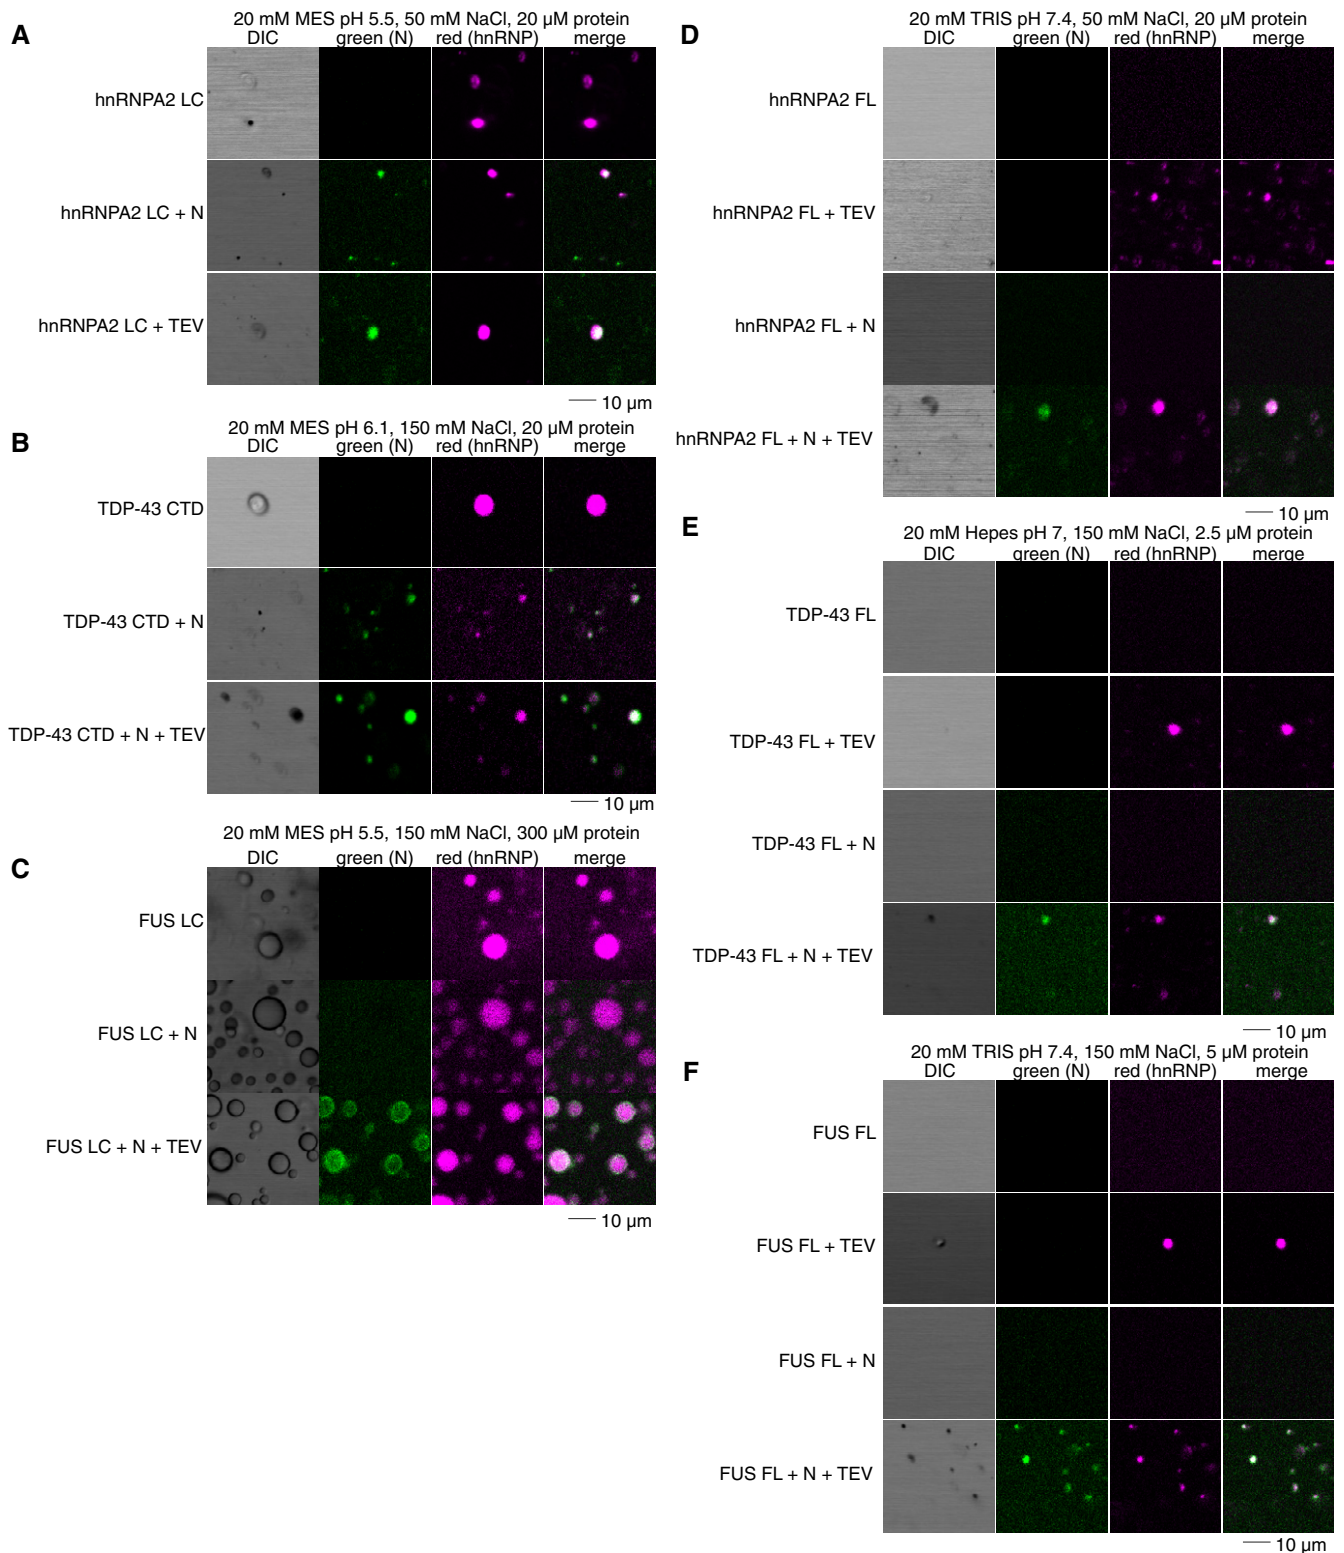 A
20 mM MES pH 5.5, 50 mM NaCl, 20 µM protein
DIC green (N) red (hnRNP) merge
hnRNPA2 LC
hnRNPA2 LC + N
hnRNPA2 LC + TEV
10 µm
B
20 mM MES pH 6.1, 150 mM NaCl, 20 µM protein
DIC green (N) red (hnRNP) merge
TDP-43 CTD
TDP-43 CTD + N
TDP-43 CTD + N + TEV
10 µm
C
20 mM MES pH 5.5, 150 mM NaCl, 300 µM protein
DIC green (N) red (hnRNP) merge
FUS LC
FUS LC + N
FUS LC + N + TEV
10 µm
D
20 mM TRIS pH 7.4, 50 mM NaCl, 20 µM protein
DIC green (N) red (hnRNP) merge
hnRNPA2 FL
hnRNPA2 FL + TEV
hnRNPA2 FL + N
hnRNPA2 FL + N + TEV
10 µm
E
20 mM Hepes pH 7, 150 mM NaCl, 2.5 µM protein
DIC green (N) red (hnRNP) merge
TDP-43 FL
TDP-43 FL + TEV
TDP-43 FL + N
TDP-43 FL + N + TEV
10 µm
F
20 mM TRIS pH 7.4, 150 mM NaCl, 5 µM protein
DIC green (N) red (hnRNP) merge
FUS FL
FUS FL + TEV
FUS FL + N
FUS FL + N + TEV
10 µm